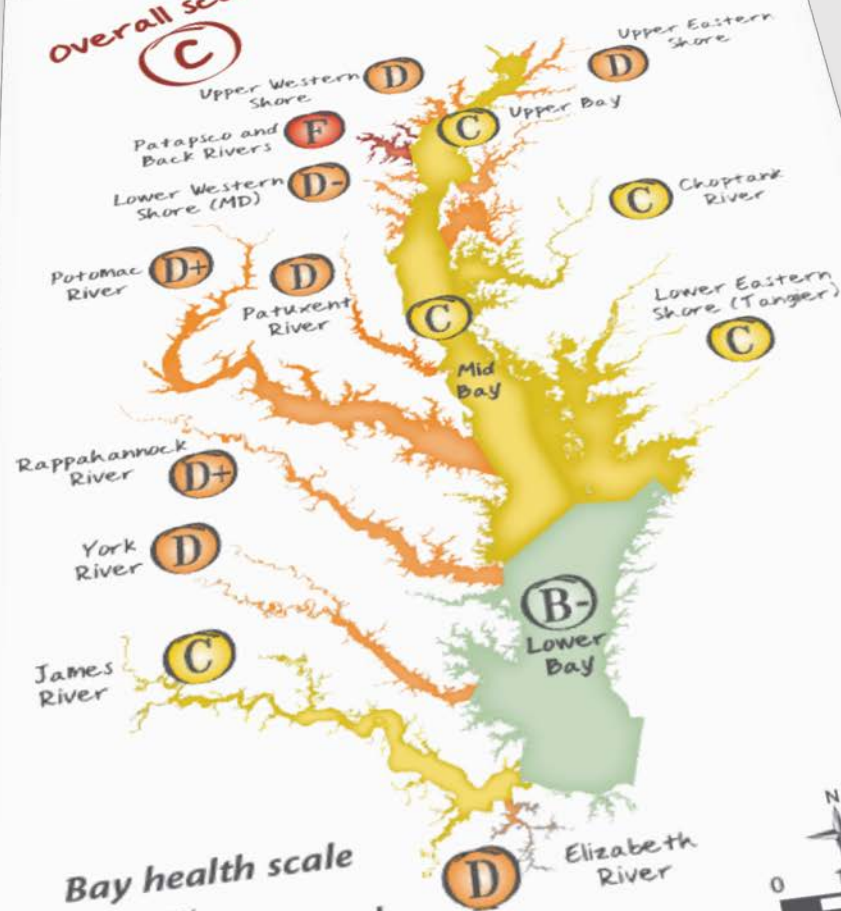 overall
C
Upper Eastern
Shore
D
Upper Western
Shore
D
Upper Bay
C
Patapsco and
Back Rivers
F
Lower Western
Shore (MD)
D-
Choptank
River
C
Potomac
River
D+
D
Patuxent
River
Lower Eastern
Shore (Tangier)
C
C
Mid
Bay
Rappahannock
River
D+
York
River
D
B-
Lower
Bay
James
River
C
Elizabeth
River
D
Bay health scale
N
0